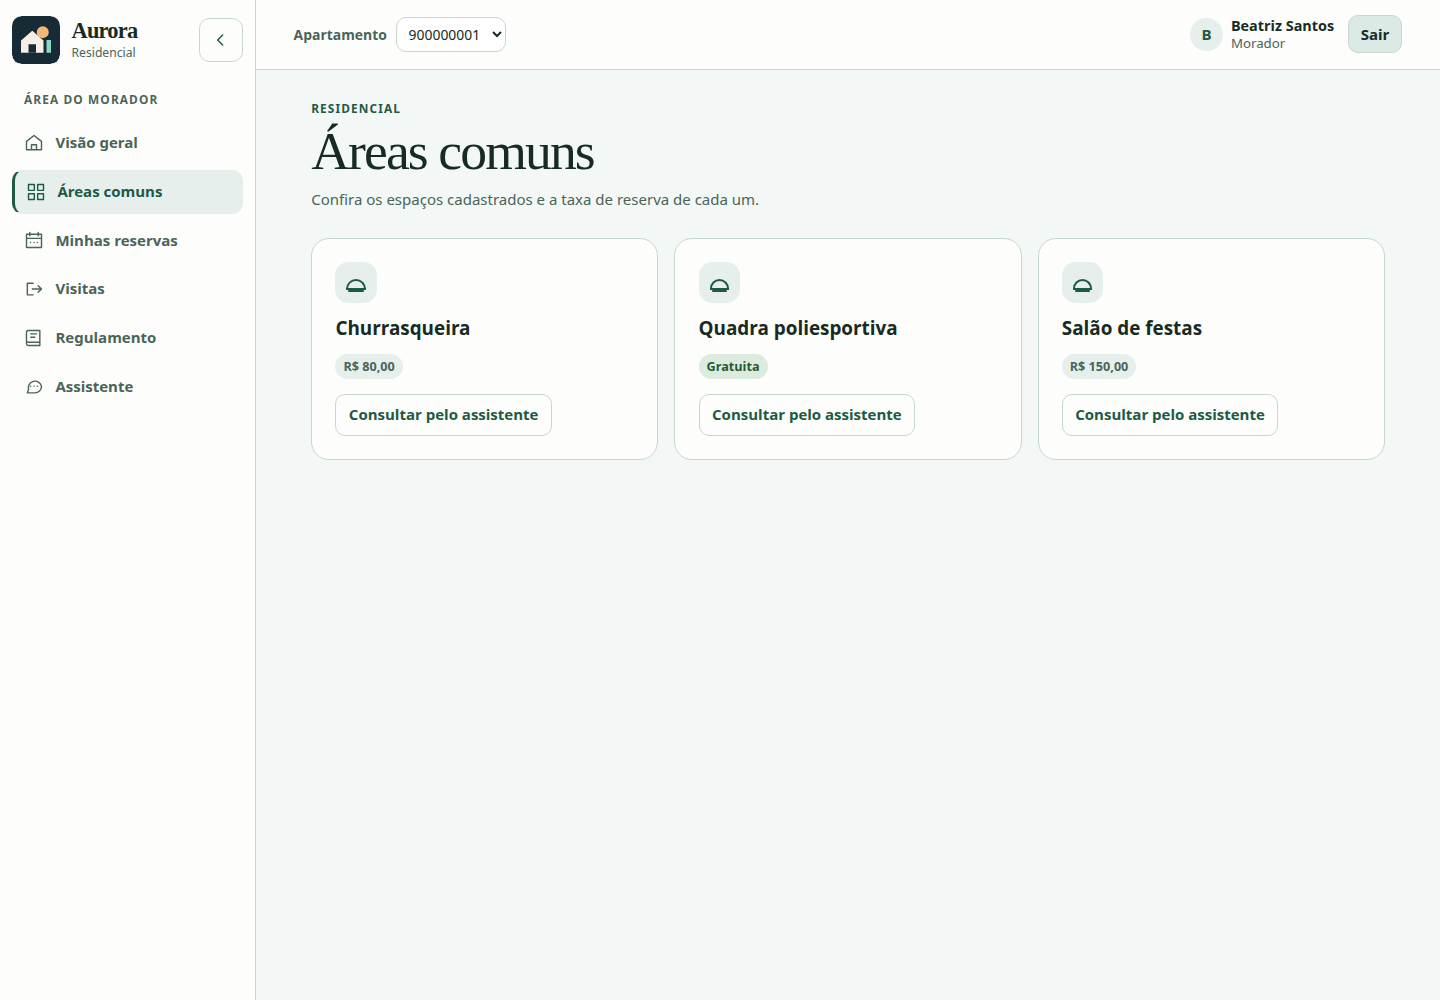 Aurora
Residencial
ÁREA DO MORADOR
Visão geral
Áreas comuns
Minhas reservas
Visitas
Regulamento
Assistente
Apartamento 900000001
B
Beatriz Santos
Morador
Sair
RESIDENCIAL
Áreas comuns
Confira os espaços cadastrados e a taxa de reserva de cada um.
Churrasqueira
R$ 80,00
Consultar pelo assistente
Quadra poliesportiva
Gratuita
Consultar pelo assistente
Salão de festas
R$ 150,00
Consultar pelo assistente